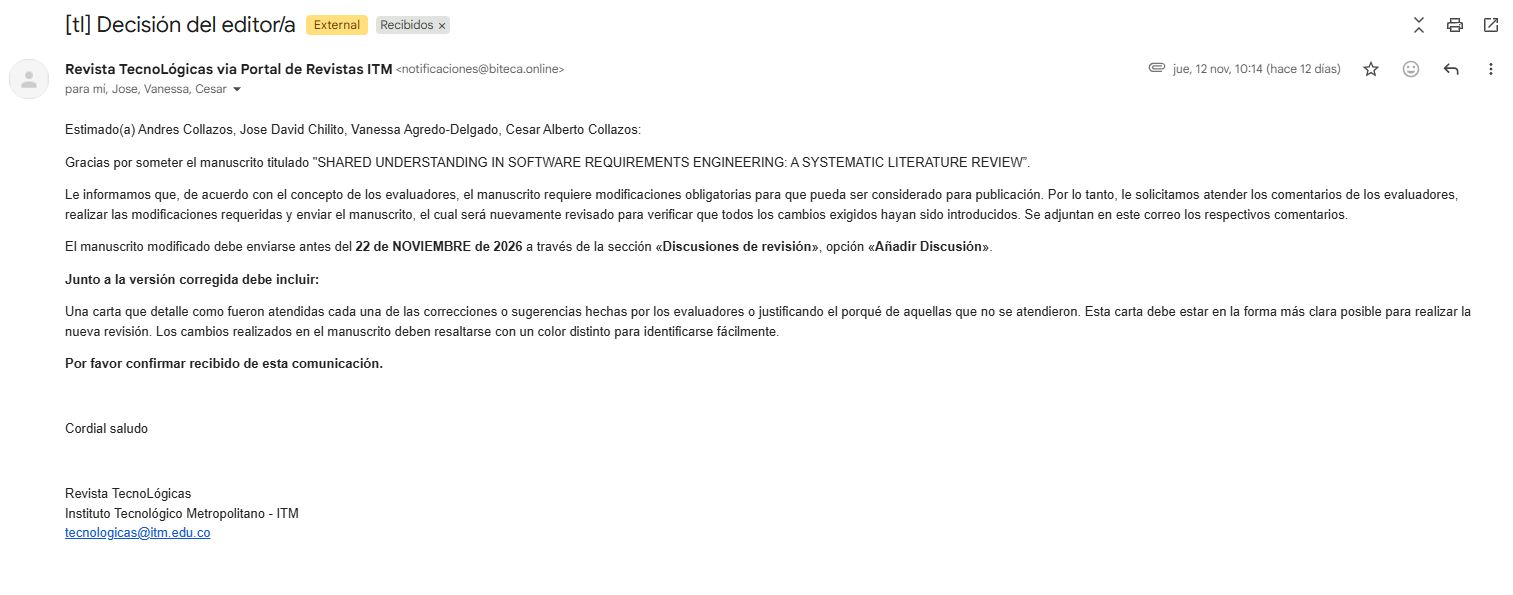 [tl] Decisión del editor/a External Recibidos ×
Revista TecnoLógicas via Portal de Revistas ITM <notificaciones@biteca.online> jue, 12 nov, 10:14 (hace 12 días)
para mí, Jose, Vanessa, Cesar
Estimado(a) Andres Collazos, Jose David Chilito, Vanessa Agredo-Delgado, Cesar Alberto Collazos:
Gracias por someter el manuscrito titulado "SHARED UNDERSTANDING IN SOFTWARE REQUIREMENTS ENGINEERING: A SYSTEMATIC LITERATURE REVIEW”.
Le informamos que, de acuerdo con el concepto de los evaluadores, el manuscrito requiere modificaciones obligatorias para que pueda ser considerado para publicación. Por lo tanto, le solicitamos atender los comentarios de los evaluadores,
realizar las modificaciones requeridas y enviar el manuscrito, el cual será nuevamente revisado para verificar que todos los cambios exigidos hayan sido introducidos. Se adjuntan en este correo los respectivos comentarios.
El manuscrito modificado debe enviarse antes del 22 de NOVIEMBRE de 2026 a través de la sección «Discusiones de revisión», opción «Añadir Discusión».
Junto a la versión corregida debe incluir:
Una carta que detalle como fueron atendidas cada una de las correcciones o sugerencias hechas por los evaluadores o justificando el porqué de aquellas que no se atendieron. Esta carta debe estar en la forma más clara posible para realizar la
nueva revisión. Los cambios realizados en el manuscrito deben resaltarse con un color distinto para identificarse fácilmente.
Por favor confirmar recibido de esta comunicación.
Cordial saludo
Revista TecnoLógicas
Instituto Tecnológico Metropolitano - ITM
tecnologicas@itm.edu.co